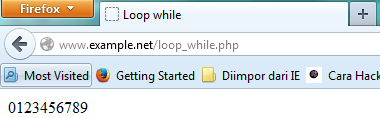 Firefox
Loop while
www.example.net/loop_while.php
Most Visited
Getting Started
Diimpor dari IE
Cara Hack
0123456789